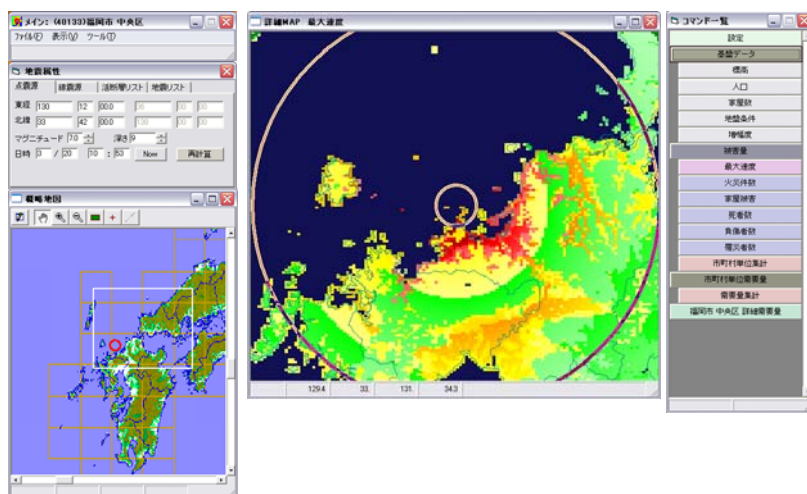 メイン: (40133)福岡市 中央区
ファイル(F) 表示(V) ツール(T)
地震属性
点震源 線震源 活断層リスト 地震リスト
東経 130 12 00.0 36 00 00
北緯 33 42 00.0 138 00 00
マグニチュード 7.0 深さ 9
日時 3 / 20 10 : 53 Now 再計算
概略地図
詳細MAP 最大速度
129.4 33. 131. 34.3
コマンド一覧
設定
基盤データ
標高
人口
家屋数
地盤条件
増幅度
被害量
最大速度
火災件数
家屋被害
死者数
負傷者数
罹災者数
市町村単位集計
市町村単位需要量
需要量集計
福岡市 中央区 詳細需要量